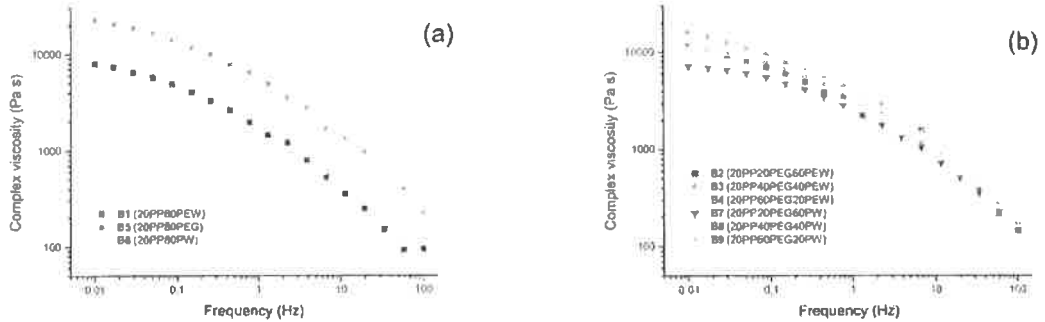 (a)
Complex viscosity (Pa s)
10000
1000
100
B1 (20PP80PEW)
B5 (20PP80PEG)
B6 (20PP80PW)
0.01 0.1 1 10 100
Frequency (Hz)
(b)
Complex viscosity (Pa s)
10000
1000
100
B2 (20PP20PEG60PEW)
B3 (20PP40PEG40PEW)
B4 (20PP60PEG20PEW)
B7 (20PP20PEG60PW)
B8 (20PP40PEG40PW)
B9 (20PP60PEG20PW)
0.01 0.1 1 10 100
Frequency (Hz)